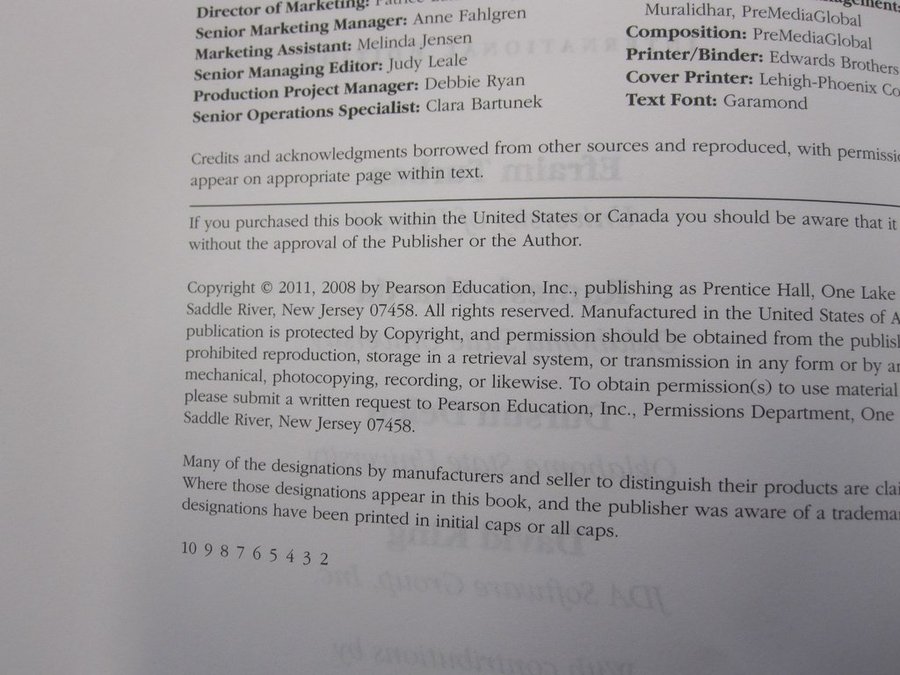 Director of Marketing:
Senior Marketing Manager: Anne Fahlgren
Marketing Assistant: Melinda Jensen
Senior Managing Editor: Judy Leale
Production Project Manager: Debbie Ryan
Senior Operations Specialist: Clara Bartunek
Muralidhar, PreMediaGlobal
Composition: PreMediaGlobal
Printer/Binder: Edwards Brothers
Cover Printer: Lehigh-Phoenix Co
Text Font: Garamond
Credits and acknowledgments borrowed from other sources and reproduced, with permissio
appear on appropriate page within text.
If you purchased this book within the United States or Canada you should be aware that it
without the approval of the Publisher or the Author.
Copyright © 2011, 2008 by Pearson Education, Inc., publishing as Prentice Hall, One Lake
Saddle River, New Jersey 07458. All rights reserved. Manufactured in the United States of A
publication is protected by Copyright, and permission should be obtained from the publish
prohibited reproduction, storage in a retrieval system, or transmission in any form or by a
mechanical, photocopying, recording, or likewise. To obtain permission(s) to use material
please submit a written request to Pearson Education, Inc., Permissions Department, One
Saddle River, New Jersey 07458.
Many of the designations by manufacturers and seller to distinguish their products are clai
Where those designations appear in this book, and the publisher was aware of a tradema
designations have been printed in initial caps or all caps.
10 9 8 7 6 5 4 3 2